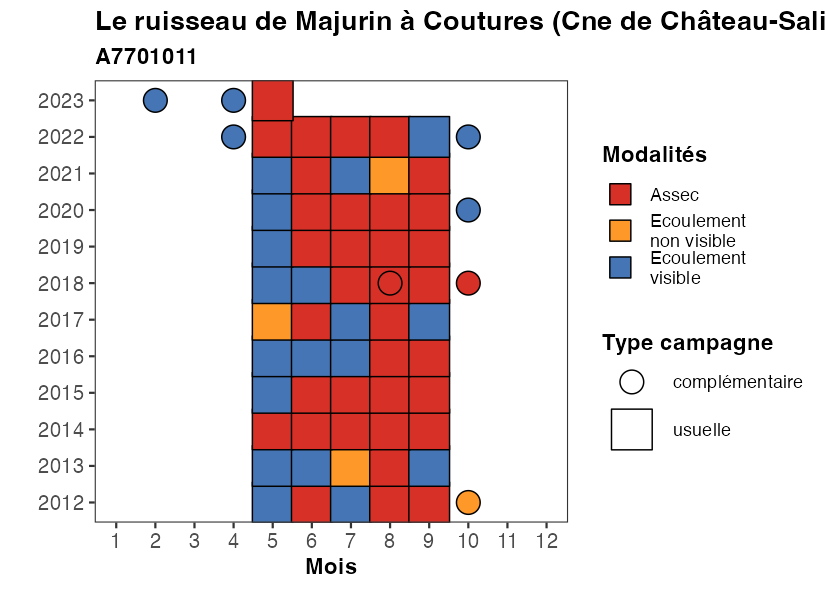 Le ruisseau de Majurin à Coutures (Cne de Château-Sali
A7701011
2023
2022
2021
2020
2019
2018
2017
2016
2015
2014
2013
2012
1 2 3 4 5 6 7 8 9 10 11 12
Mois
Modalités
Assec
Ecoulement
non visible
Ecoulement
visible
Type campagne
complémentaire
usuelle